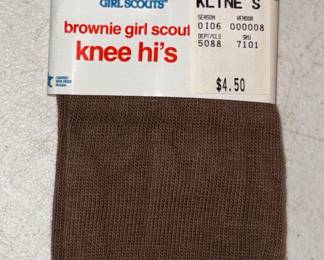 GIRL SCOUTS
brownie girl scout
knee hi's
KLINE'S
SEASON VENDOR
0106 000008
DEPT/CLS SKU
5088 7101
$4.50